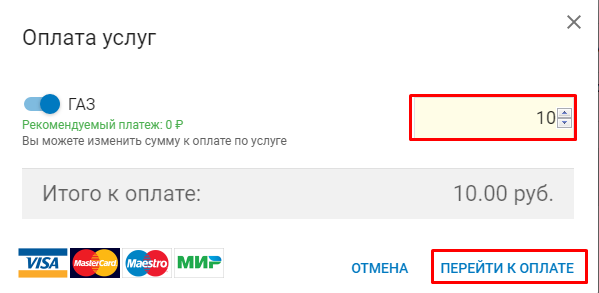 Оплата услуг
ГАЗ
Рекомендуемый платеж: 0 ₽
Вы можете изменить сумму к оплате по услуге
10
Итого к оплате: 10.00 руб.
VISA MasterCard Maestro МИР ОТМЕНА ПЕРЕЙТИ К ОПЛАТЕ